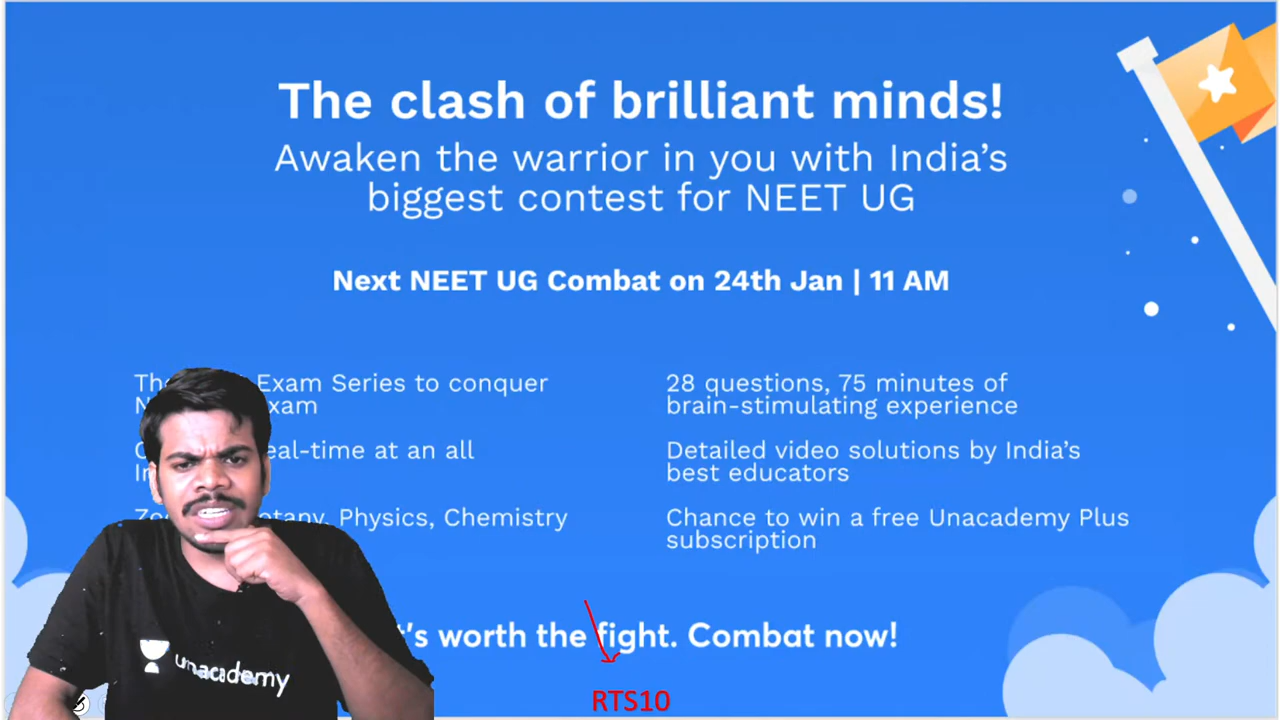 The clash of brilliant minds!
Awaken the warrior in you with India's
biggest contest for NEET UG
Next NEET UG Combat on 24th Jan | 11 AM
Exam Series to conquer
28 questions, 75 minutes of
brain-stimulating experience
real-time at an all
Detailed video solutions by India's
best educators
Physics, Chemistry
Chance to win a free Unacademy Plus
subscription
worth the fight. Combat now!
RTS10
unacademy